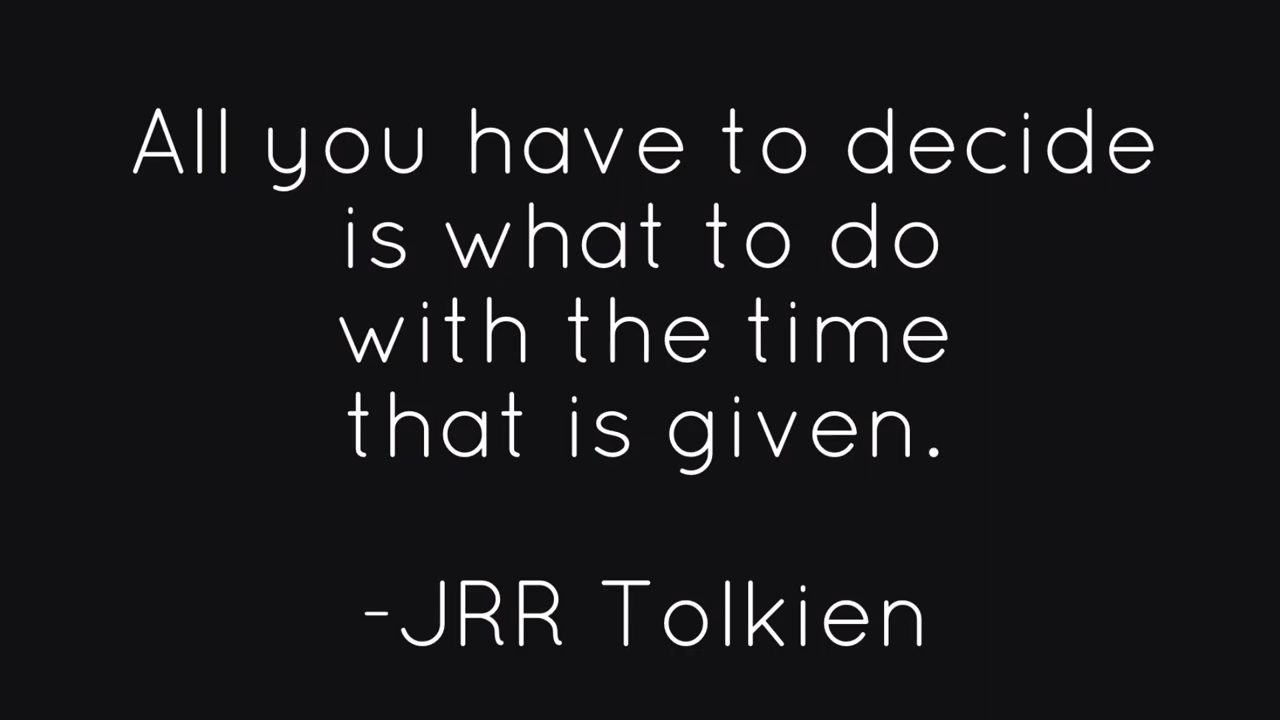 All you have to decide
is what to do
with the time
that is given.
-JRR Tolkien